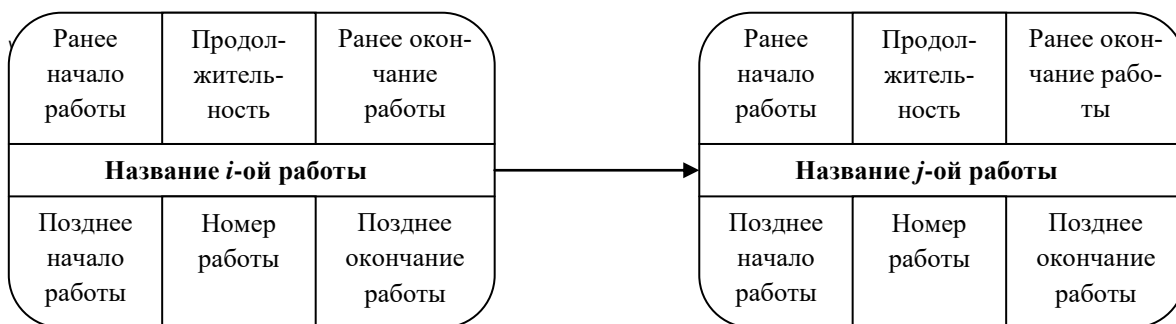 Ранее
начало
работы
Продол-
житель-
ность
Ранее окон-
чание
работы
Название i-ой работы
Позднее
начало
работы
Номер
работы
Позднее
окончание
работы
Ранее
начало
работы
Продол-
житель-
ность
Ранее окон-
чание рабо-
ты
Название j-ой работы
Позднее
начало
работы
Номер
работы
Позднее
окончание
работы